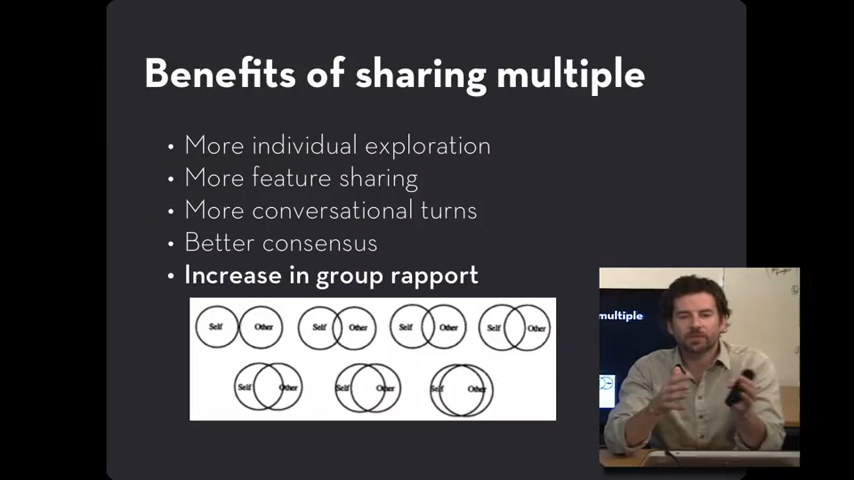 Benefits of sharing multiple
• More individual exploration
• More feature sharing
• More conversational turns
• Better consensus
• Increase in group rapport
Self Other Self Other Self Other Self Other
Self Other Self Other Self Other
multiple